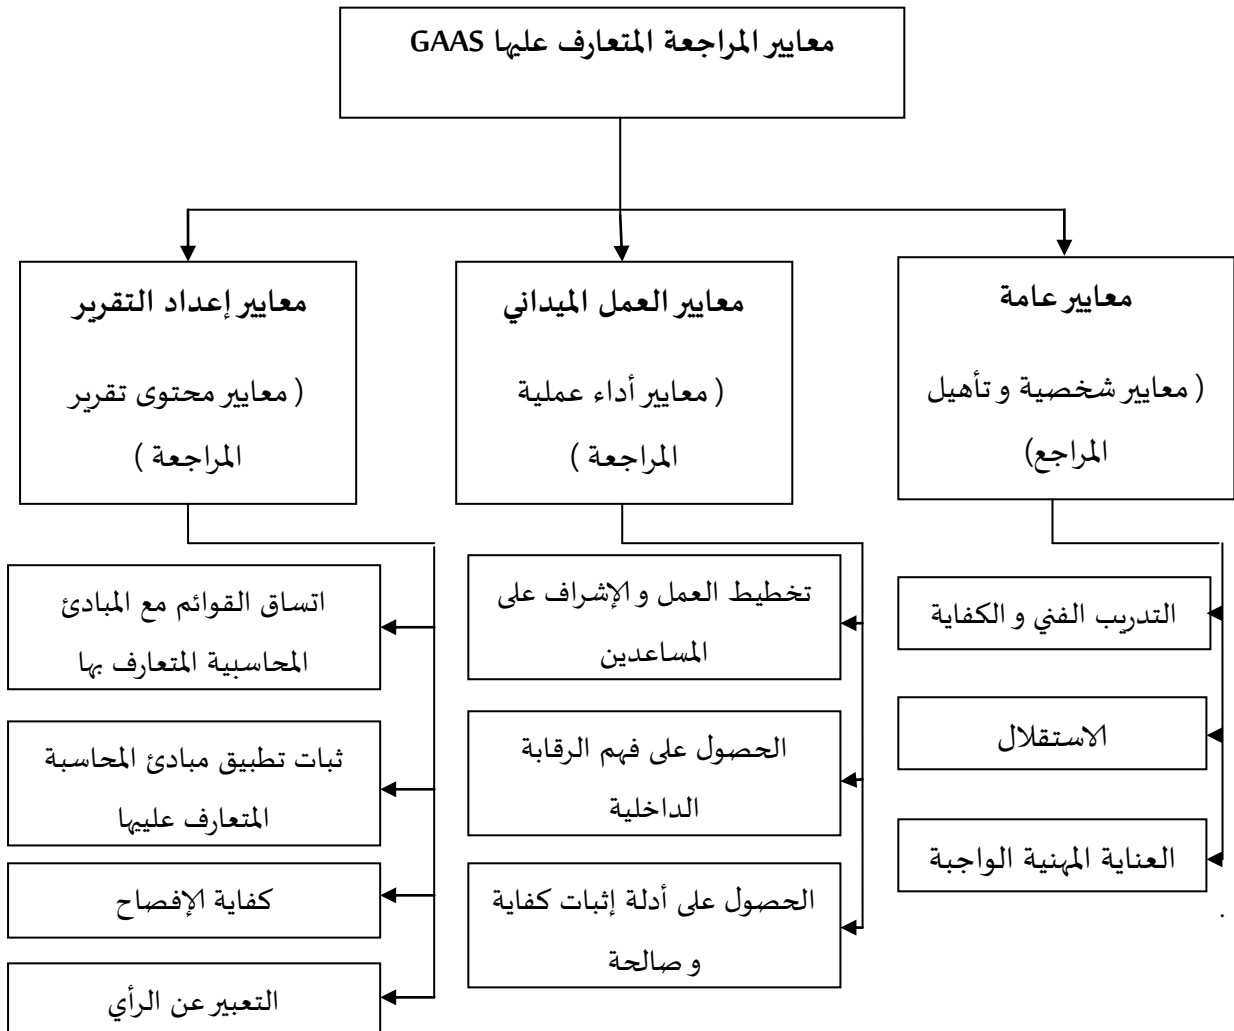 معايير المراجعة المتعارف عليها GAAS
معايير عامة
( معايير شخصية و تأهيل
المراجع)
معايير العمل الميداني
( معايير أداء عملية
المراجعة )
معايير إعداد التقرير
( معايير محتوى تقرير
المراجعة )
التدريب الفني و الكفاية
الاستقلال
العناية المهنية الواجبة
.
تخطيط العمل و الإشراف على
المساعدين
الحصول على فهم الرقابة
الداخلية
الحصول على أدلة إثبات كفاية
و صالحة
اتساق القوائم مع المبادئ
المحاسبية المتعارف بها
ثبات تطبيق مبادئ المحاسبة
المتعارف علييها
كفاية الإفصاح
التعبير عن الرأي